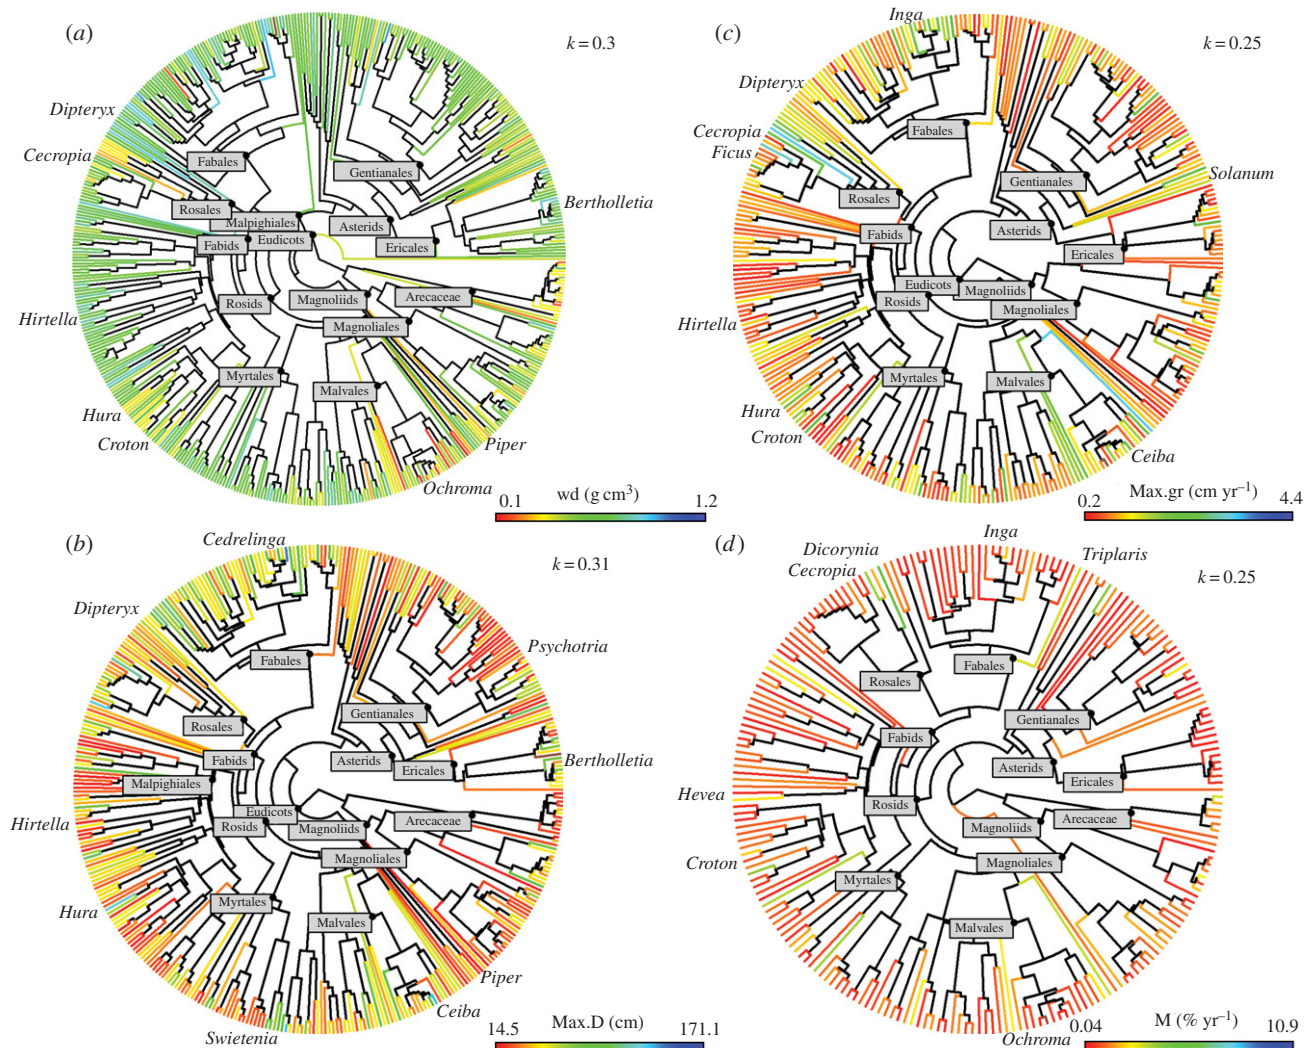 (a)
k = 0.3
Dipteryx
Cecropia
Fabales
Gentianales
Rosales
Malpighiales
Asterids
Bertholletia
Fabids
Eudicots
Ericales
Rosids
Magnoliids
Arecaceae
Hirtella
Magnoliales
Myrtales
Malvales
Hura
Croton
Piper
Ochroma
0.1 wd (g cm³) 1.2
(c)
Inga
k = 0.25
Dipteryx
Cecropia
Ficus
Fabales
Gentianales
Solanum
Rosales
Fabids
Asterids
Ericales
Eudicots
Magnoliids
Rosids
Magnoliales
Hirtella
Myrtales
Malvales
Hura
Croton
Ceiba
0.2 Max.gr (cm yr⁻¹) 4.4
(b)
Cedrelinga
k = 0.31
Dipteryx
Psychotria
Fabales
Rosales
Gentianales
Fabids
Asterids
Ericales
Bertholletia
Malpighiales
Eudicots
Hirtella
Rosids
Magnoliids
Arecaceae
Magnoliales
Hura
Myrtales
Malvales
Piper
Ceiba
Swietenia
14.5 Max.D (cm) 171.1
(d)
Inga
Dicorynia
Cecropia
Triplaris
k = 0.25
Fabales
Rosales
Gentianales
Fabids
Asterids
Ericales
Hevea
Rosids
Magnoliids
Arecaceae
Croton
Magnoliales
Myrtales
Malvales
Ochroma
0.04 M (% yr⁻¹) 10.9